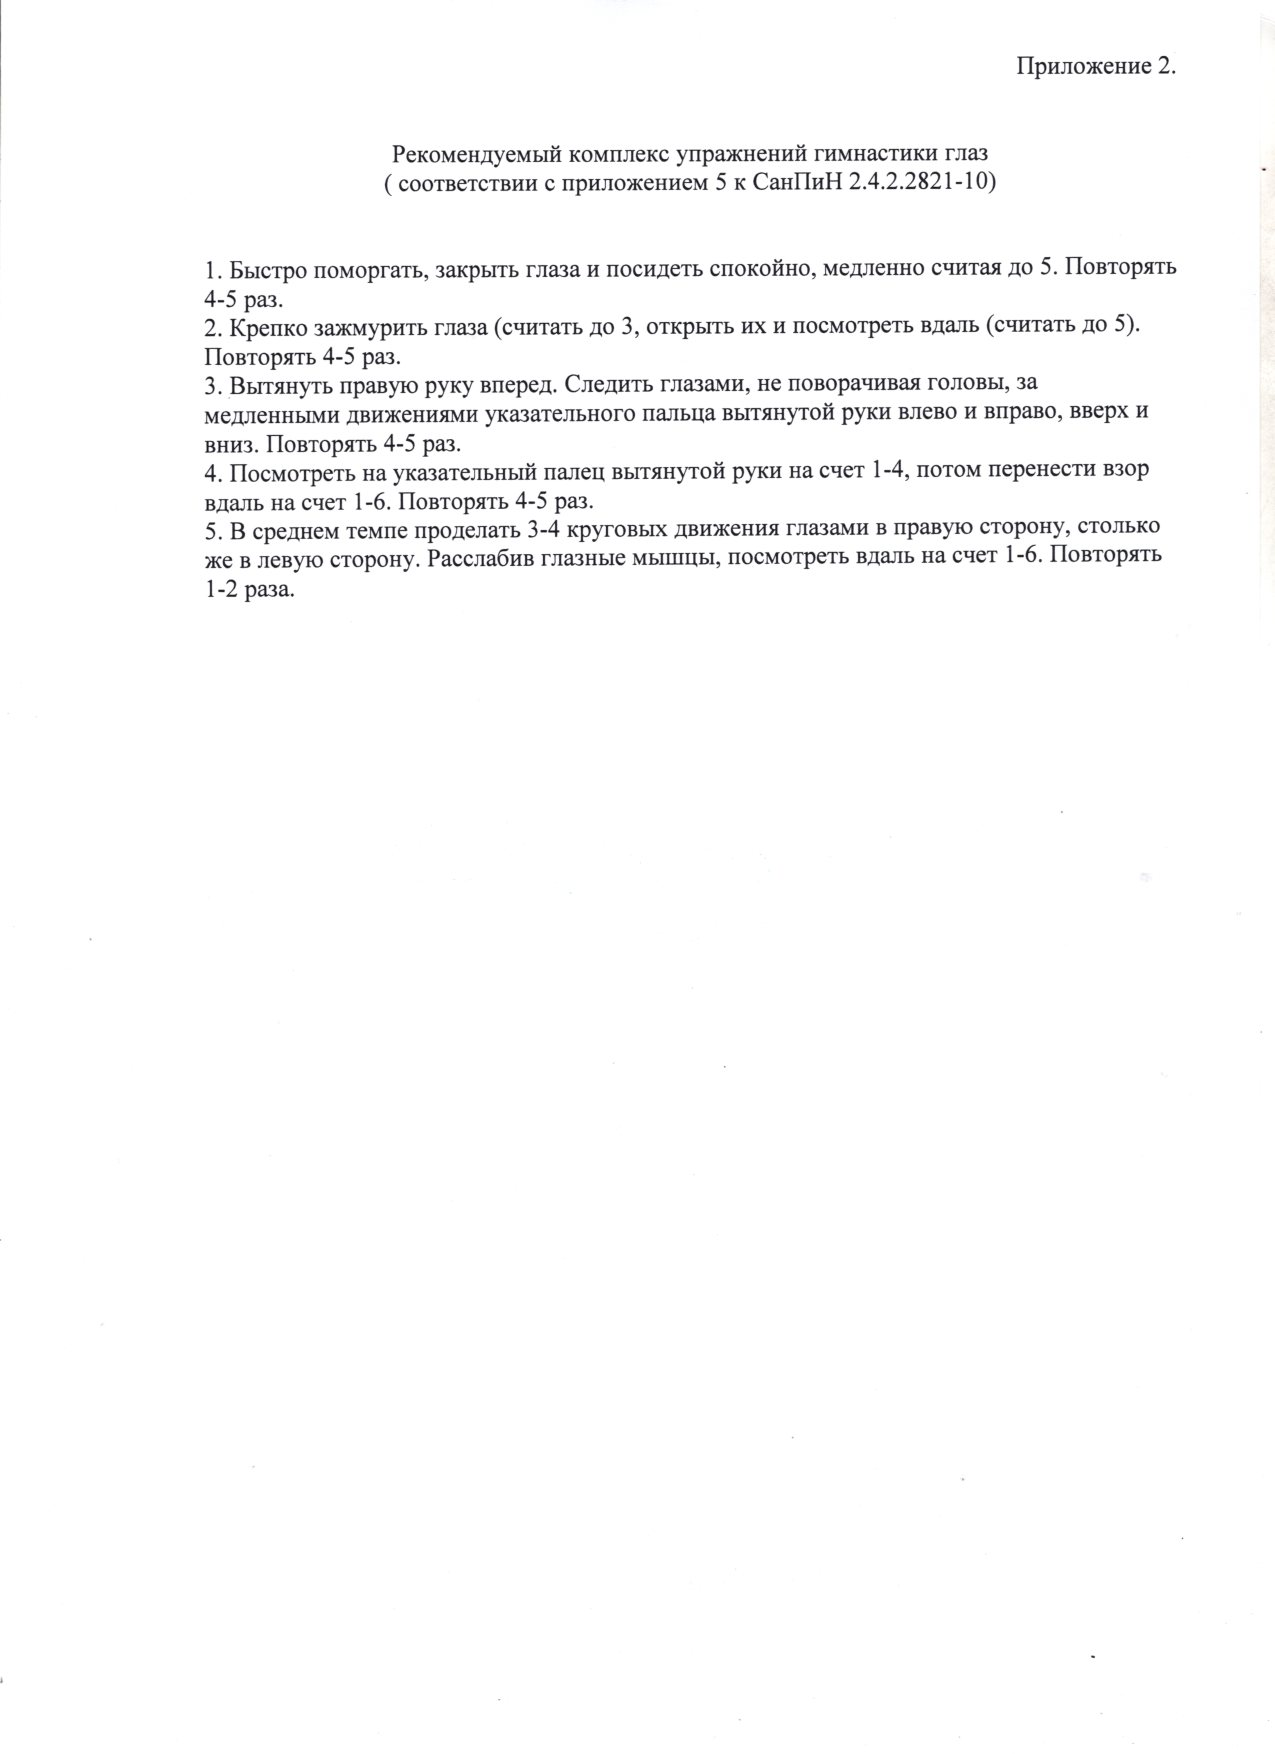 Приложение 2.
Рекомендуемый комплекс упражнений гимнастики глаз
( соответствии с приложением 5 к СанПиН 2.4.2.2821-10)
1. Быстро поморгать, закрыть глаза и посидеть спокойно, медленно считая до 5. Повторять
4-5 раз.
2. Крепко зажмурить глаза (считать до 3, открыть их и посмотреть вдаль (считать до 5).
Повторять 4-5 раз.
3. Вытянуть правую руку вперед. Следить глазами, не поворачивая головы, за
медленными движениями указательного пальца вытянутой руки влево и вправо, вверх и
вниз. Повторять 4-5 раз.
4. Посмотреть на указательный палец вытянутой руки на счет 1-4, потом перенести взор
вдаль на счет 1-6. Повторять 4-5 раз.
5. В среднем темпе проделать 3-4 круговых движения глазами в правую сторону, столько
же в левую сторону. Расслабив глазные мышцы, посмотреть вдаль на счет 1-6. Повторять
1-2 раза.